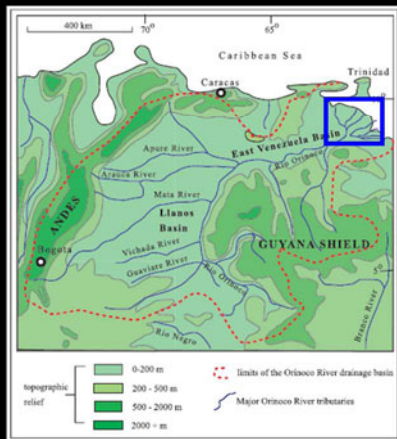 400 km
70°
65°
Caribbean Sea
Trinidad
Caracas
East Venezuela Basin
Apure River
Rio Orinoco
Arauca River
Mata River
ANDES
Llanos
Basin
Bogota
Vichada River
GUYANA SHIELD
Guaviare River
Rio Orinoco
5°
Branco River
Rio Negro
topographic
relief
0-200 m
200 - 500 m
500 - 2000 m
2000 + m
limits of the Orinoco River drainage basin
Major Orinoco River tributaries